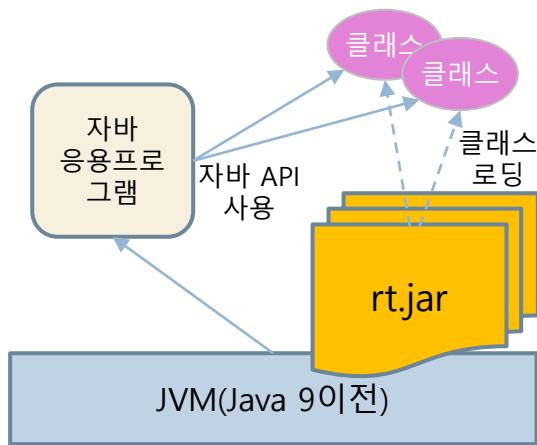 클래스
클래스
자바
응용프로
그램
자바 API
사용
클래스
로딩
rt.jar
JVM(Java 9이전)